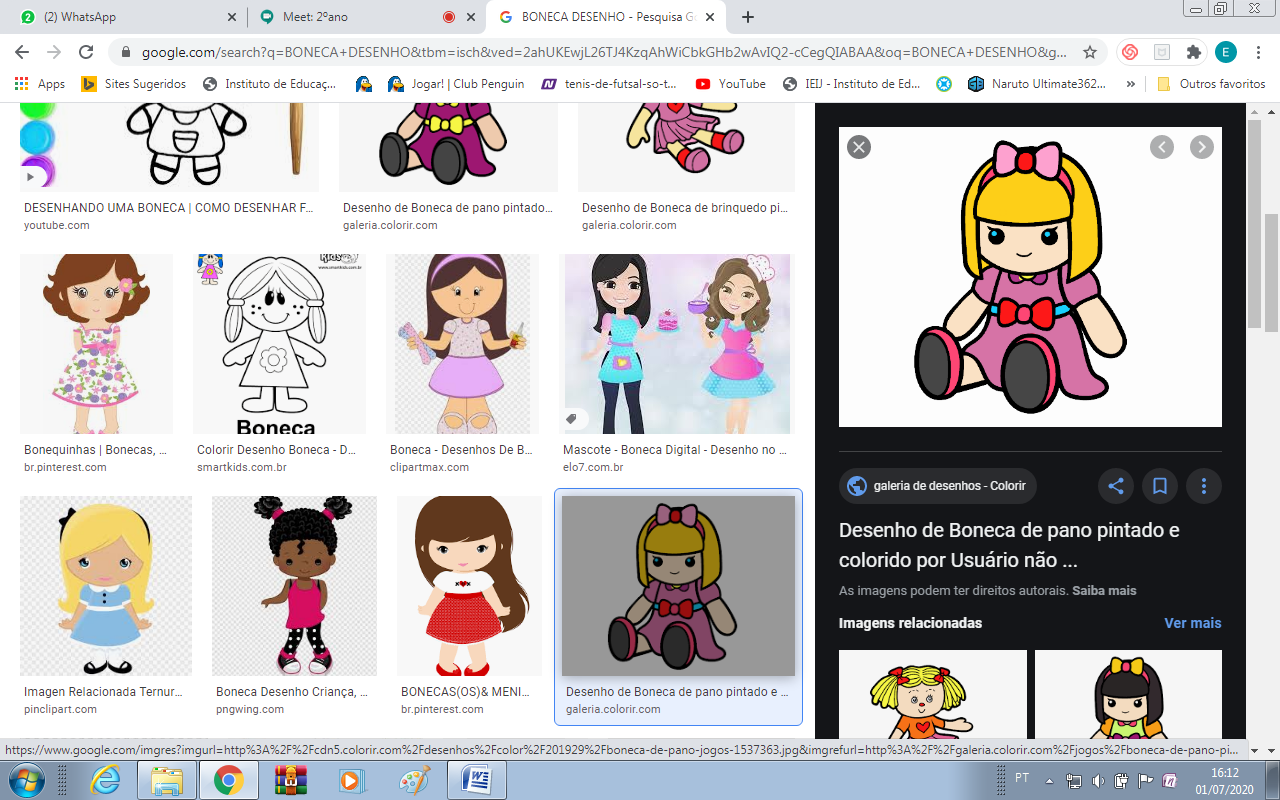 (2) WhatsApp
Meet: 2ºano
BONECA DESENHO - Pesquisa G
google.com/search?q=BONECA+DESENHO&tbm=isch&ved=2ahUKEwjL26TJ4KzqAhWiCbkGHb2wAvIQ2-cCegQIABAA&oq=BONECA+DESENHO&g...
E
Apps
Sites Sugeridos
Instituto de Educaç...
Jogar! | Club Penguin
tenis-de-futsal-so-t...
YouTube
IEIJ - Instituto de Ed...
Naruto Ultimate362...
»
Outros favoritos
DESENHANDO UMA BONECA | COMO DESENHAR F...
youtube.com
Desenho de Boneca de pano pintado...
galeria.colorir.com
Desenho de Boneca de brinquedo pi...
galeria.colorir.com
Kids
www.smartkids.com.br
Boneca
Bonequinhas | Bonecas, ...
br.pinterest.com
Colorir Desenho Boneca - D...
smartkids.com.br
Boneca - Desenhos De B...
clipartmax.com
Mascote - Boneca Digital - Desenho no ...
elo7.com.br
Imagen Relacionada Ternur...
pinclipart.com
Boneca Desenho Criança, ...
pngwing.com
BONECAS(OS)& MENI...
br.pinterest.com
Desenho de Boneca de pano pintado e ...
galeria.colorir.com
galeria de desenhos - Colorir
Desenho de Boneca de pano pintado e
colorido por Usuário não ...
As imagens podem ter direitos autorais. Saiba mais
Imagens relacionadas
Ver mais
https://www.google.com/imgres?imgurl=http%3A%2F%2Fcdn5.colorir.com%2Fdesenhos%2Fcolor%2F201929%2Fboneca-de-pano-jogos-1537363.jpg&imgrefurl=http%3A%2F%2Fgaleria.colorir.com%2Fjogos%2Fboneca-de-pano-pi...
PT
16:12
01/07/2020